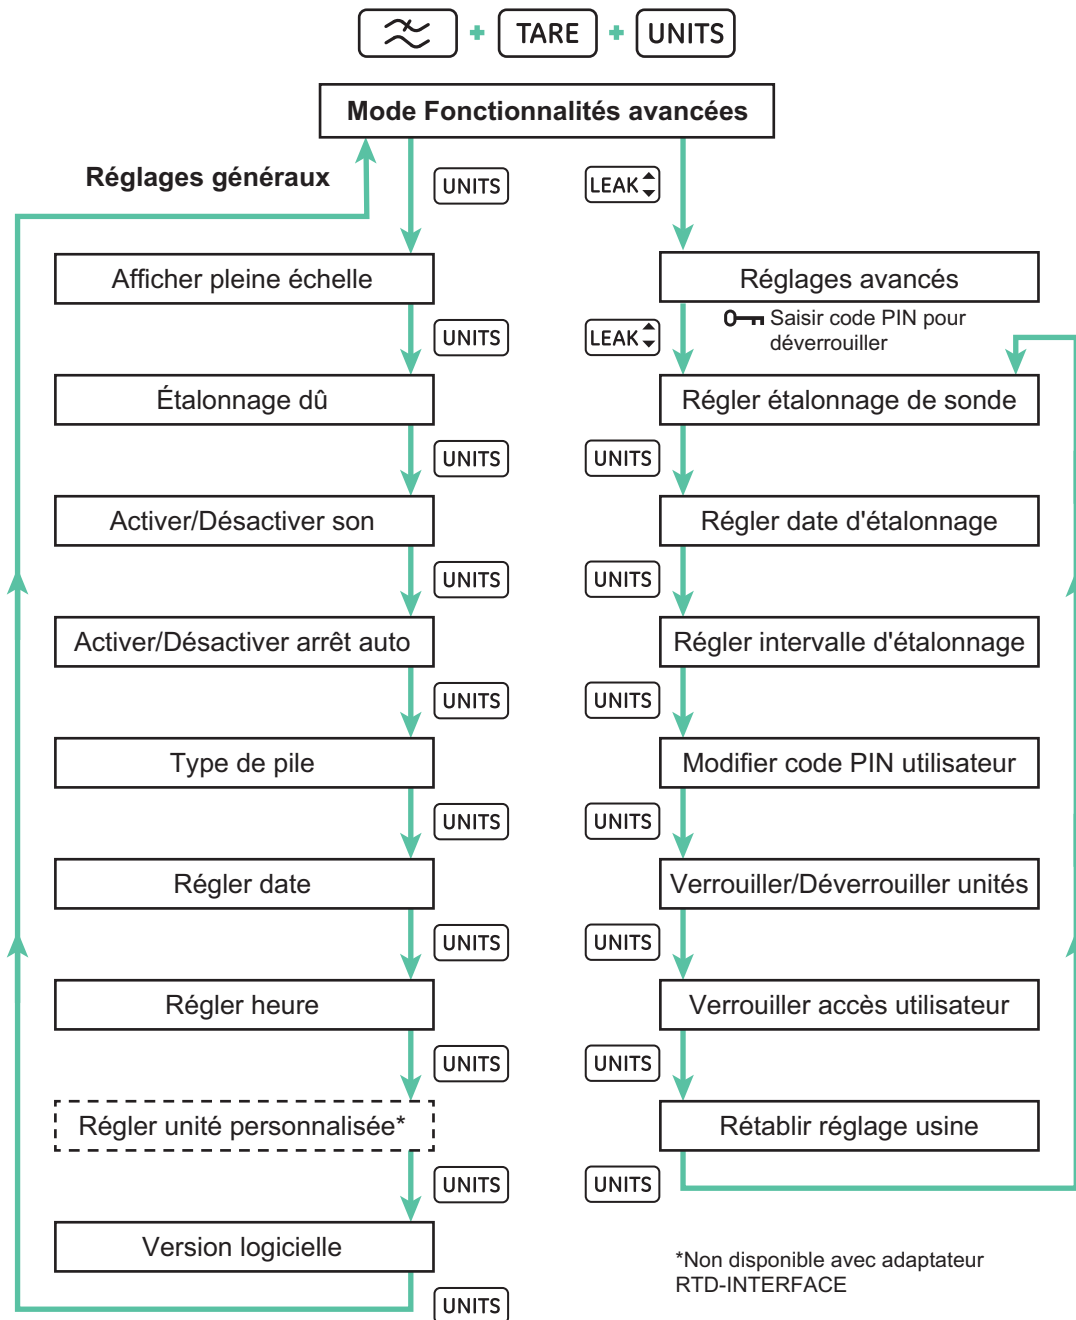 + TARE + UNITS
Mode Fonctionnalités avancées
Réglages généraux
UNITS
LEAK
Afficher pleine échelle
Réglages avancés
UNITS
LEAK
Saisir code PIN pour
déverrouiller
Étalonnage dû
Régler étalonnage de sonde
UNITS
UNITS
Activer/Désactiver son
Régler date d'étalonnage
UNITS
UNITS
Activer/Désactiver arrêt auto
Régler intervalle d'étalonnage
UNITS
UNITS
Type de pile
Modifier code PIN utilisateur
UNITS
UNITS
Régler date
Verrouiller/Déverrouiller unités
UNITS
UNITS
Régler heure
Verrouiller accès utilisateur
UNITS
UNITS
Régler unité personnalisée*
Rétablir réglage usine
UNITS
UNITS
Version logicielle
*Non disponible avec adaptateur
RTD-INTERFACE
UNITS